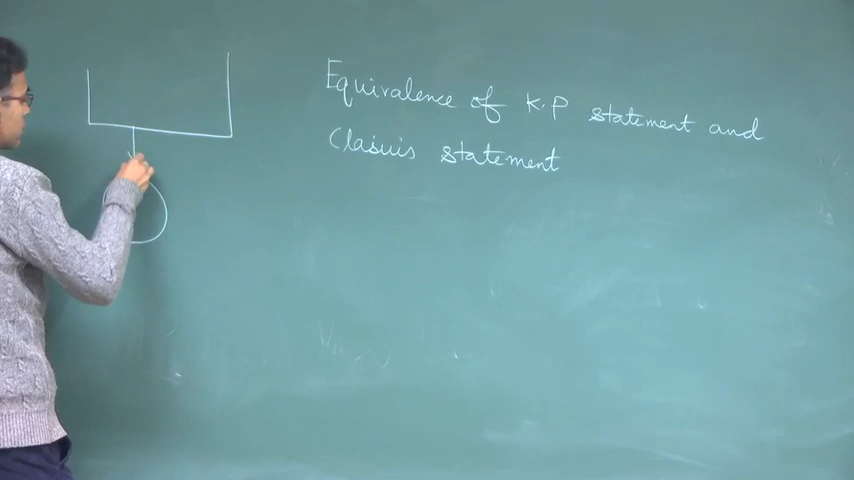 Equivalence of K.P statement and
Clasuis statement